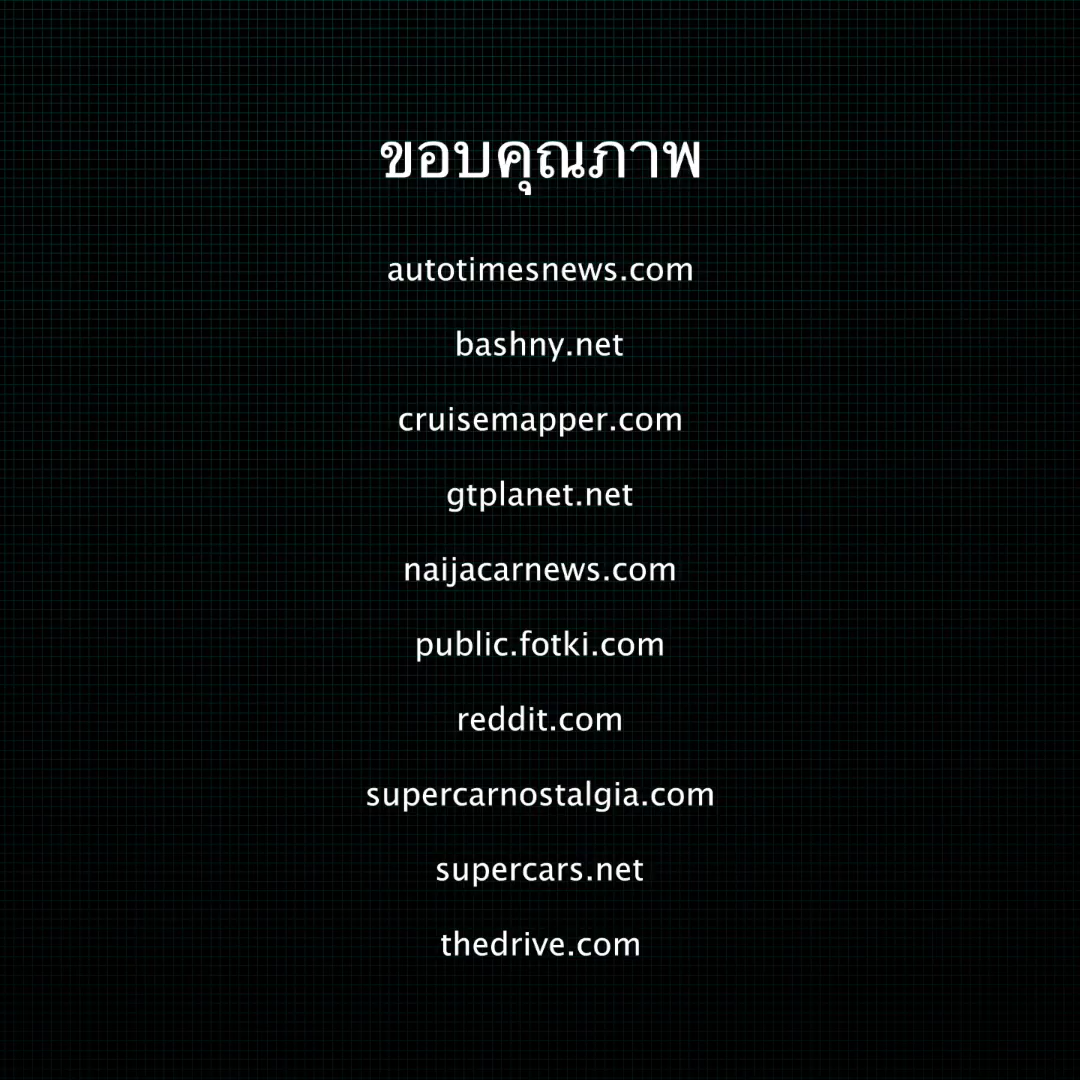 ขอบคุณภาพ
autotimesnews.com
bashny.net
cruisemapper.com
gtplanet.net
naijacarnews.com
public.fotki.com
reddit.com
supercarnostalgia.com
supercars.net
thedrive.com